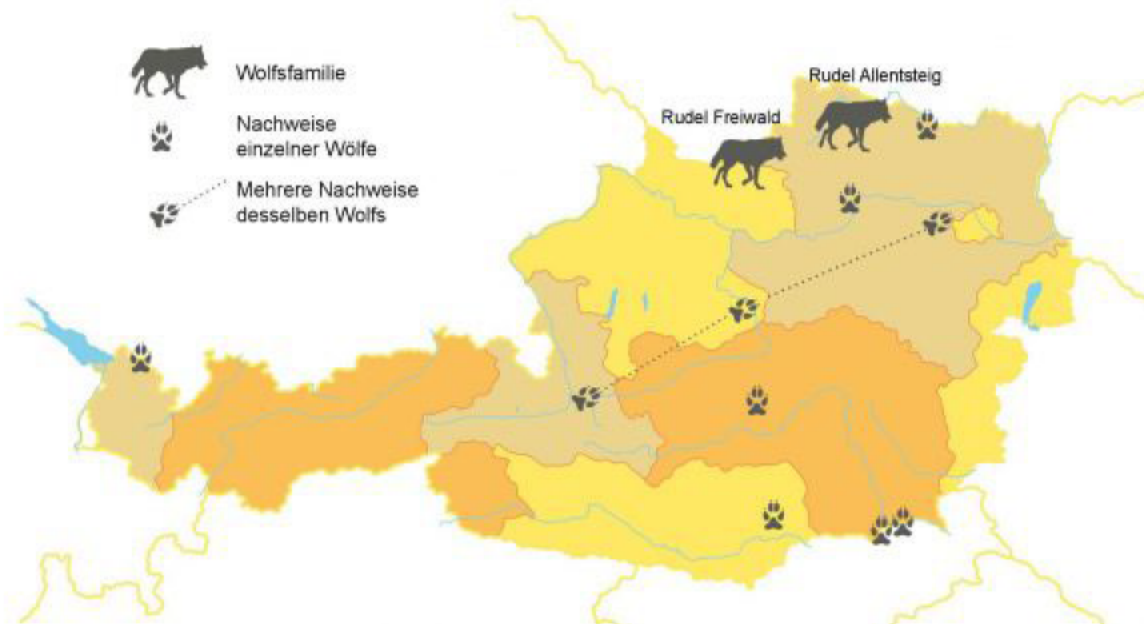 Wolfsfamilie
Nachweise
einzelner Wölfe
Mehrere Nachweise
desselben Wolfs
Rudel Allentsteig
Rudel Freiwald